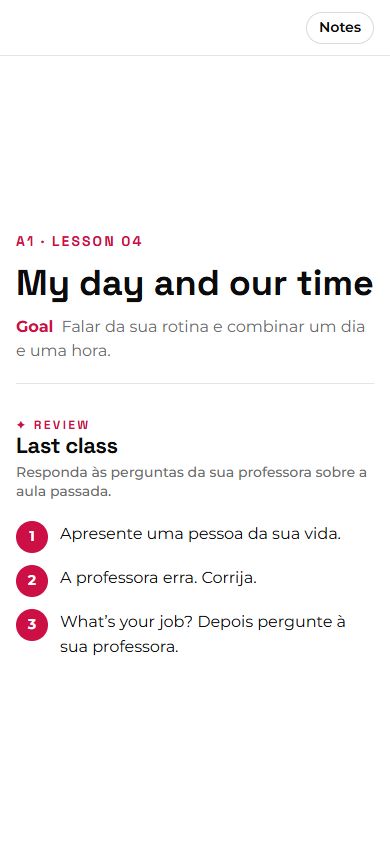 Notes
A1 · LESSON 04
My day and our time
Goal Falar da sua rotina e combinar um dia
e uma hora.
✦ REVIEW
Last class
Responda às perguntas da sua professora sobre a
aula passada.
1 Apresente uma pessoa da sua vida.
2 A professora erra. Corrija.
3 What’s your job? Depois pergunte à
sua professora.